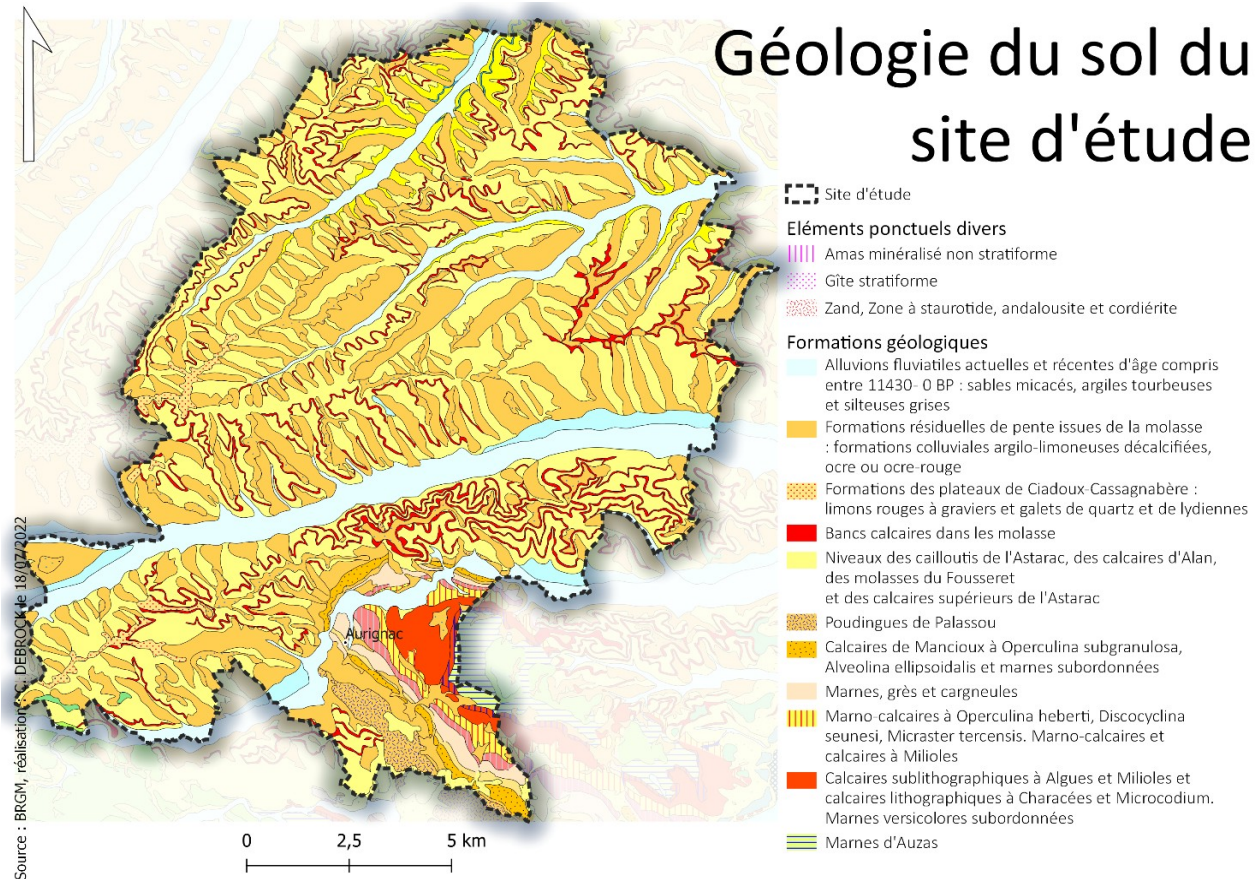 Géologie du sol du
site d'étude
Site d'étude
Eléments ponctuels divers
Amas minéralisé non stratiforme
Gîte stratiforme
Zand, Zone à staurotide, andalousite et cordiérite
Formations géologiques
Alluvions fluviatiles actuelles et récentes d'âge compris
entre 11430- 0 BP : sables micacés, argiles tourbeuses
et silteuses grises
Formations résiduelles de pente issues de la molasse
: formations colluviales argilo-limoneuses décalcifiées,
ocre ou ocre-rouge
Formations des plateaux de Ciadoux-Cassagnabère :
limons rouges à graviers et galets de quartz et de lydiennes
Bancs calcaires dans les molasse
Niveaux des cailloutis de l'Astarac, des calcaires d'Alan,
des molasses du Fousseret
et des calcaires supérieurs de l'Astarac
Poudingues de Palassou
Calcaires de Mancioux à Operculina subgranulosa,
Alveolina ellipsoidalis et marnes subordonnées
Marnes, grès et cargneules
Marno-calcaires à Operculina heberti, Discocyclina
seunesi, Micraster tercensis. Marno-calcaires et
calcaires à Milioles
Calcaires sublithographiques à Algues et Milioles et
calcaires lithographiques à Characées et Microcodium.
Marnes versicolores subordonnées
Marnes d'Auzas
Aurignac
0 2,5 5 km
Source : BRGM, réalisation : C. DEBROCK le 18/07/2022